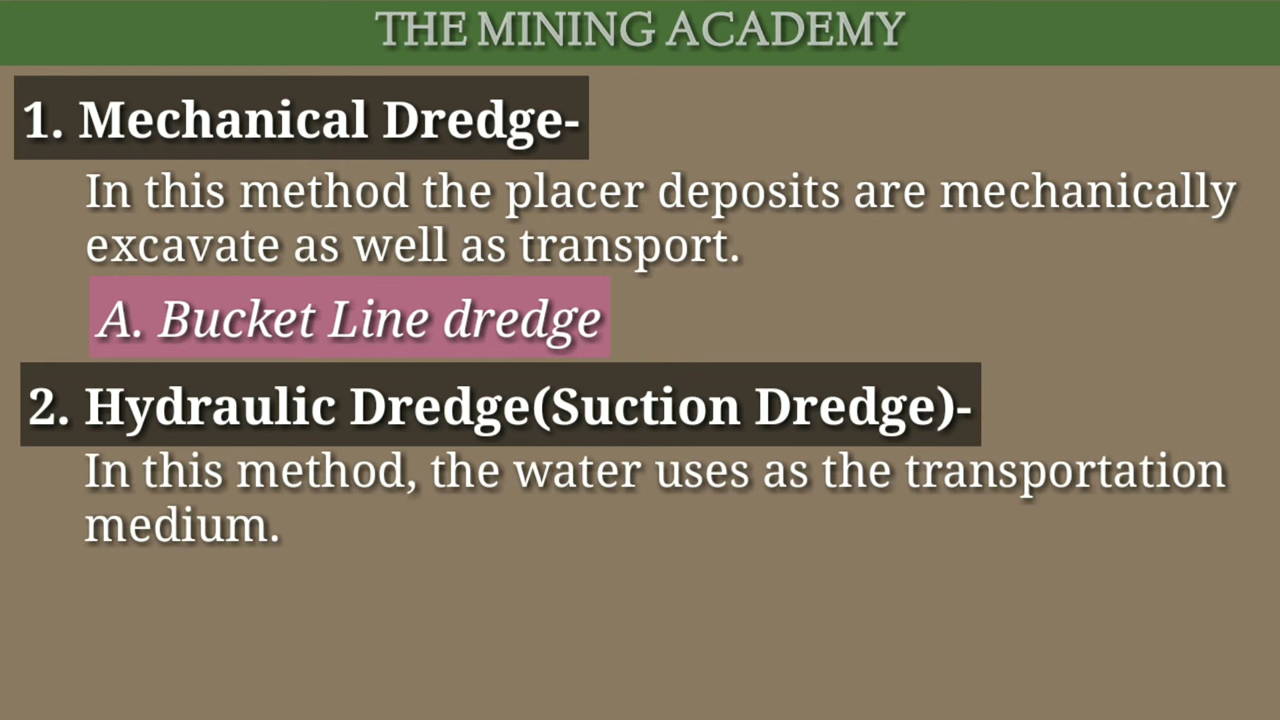 THE MINING ACADEMY
1. Mechanical Dredge-
In this method the placer deposits are mechanically
excavate as well as transport.
A. Bucket Line dredge
2. Hydraulic Dredge(Suction Dredge)-
In this method, the water uses as the transportation
medium.